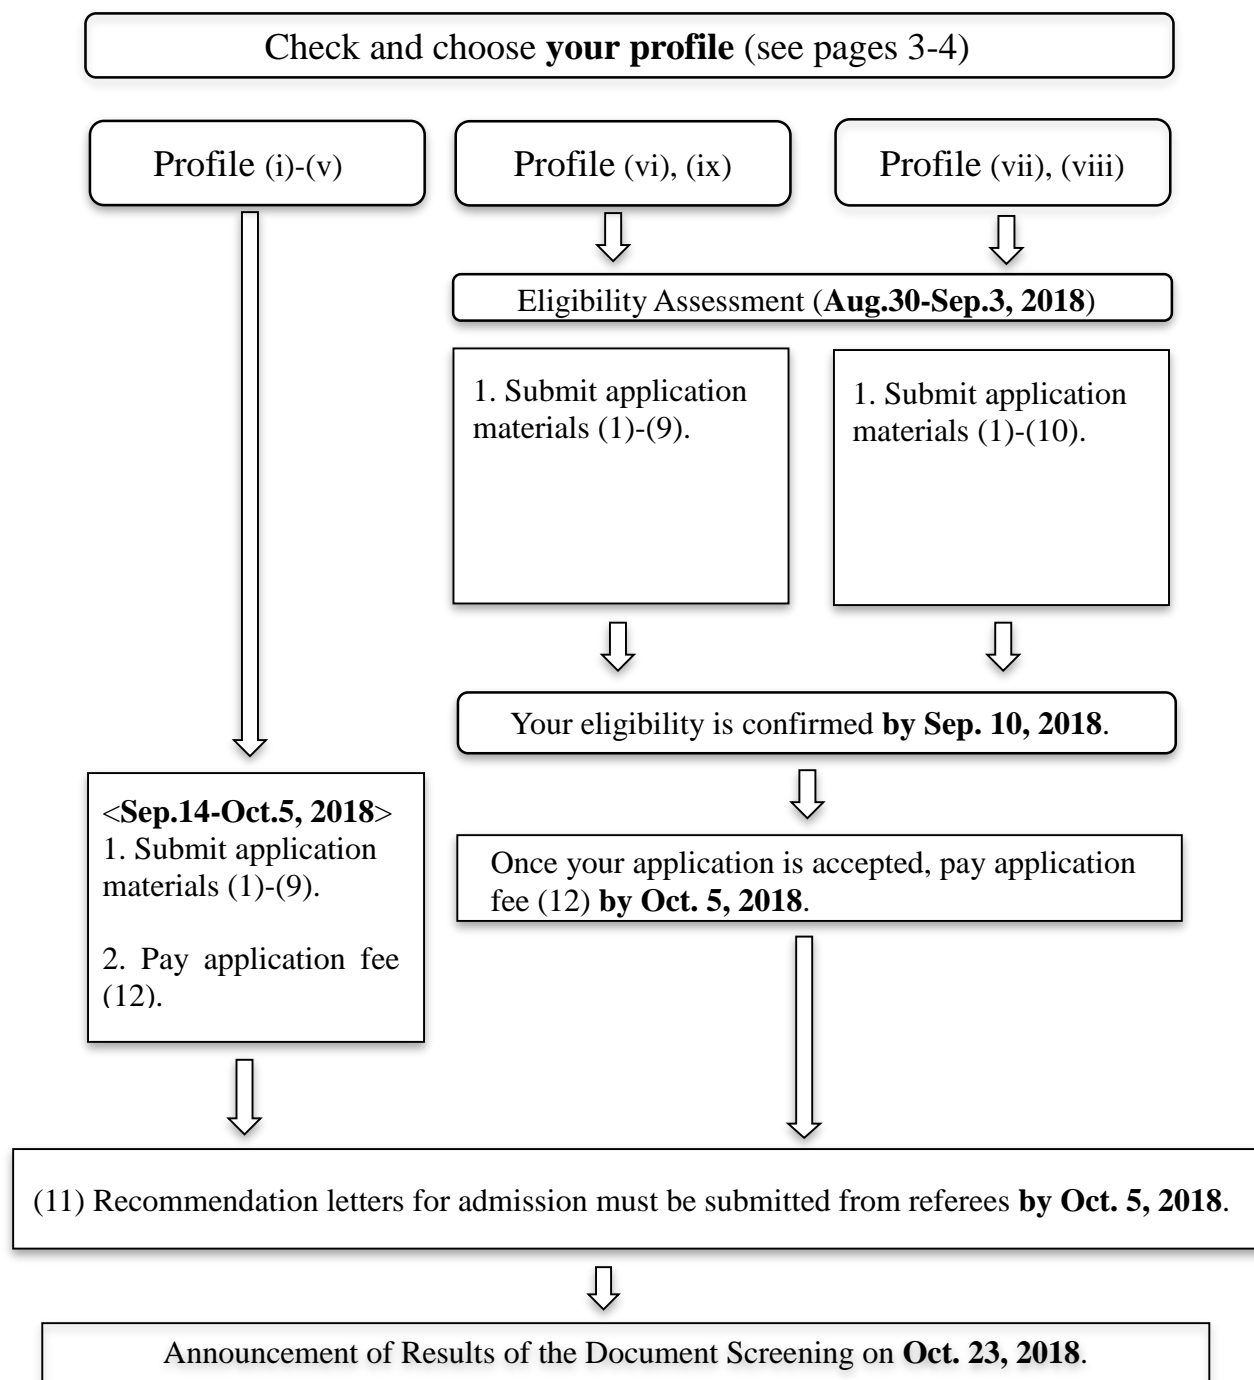 Check and choose your profile (see pages 3-4)
Profile (i)-(v)
Profile (vi), (ix)
Profile (vii), (viii)
Eligibility Assessment (Aug.30-Sep.3, 2018)
1. Submit application
materials (1)-(9).
1. Submit application
materials (1)-(10).
Your eligibility is confirmed by Sep. 10, 2018.
<Sep.14-Oct.5, 2018>
1. Submit application
materials (1)-(9).
2. Pay application fee
(12).
Once your application is accepted, pay application
fee (12) by Oct. 5, 2018.
(11) Recommendation letters for admission must be submitted from referees by Oct. 5, 2018.
Announcement of Results of the Document Screening on Oct. 23, 2018.